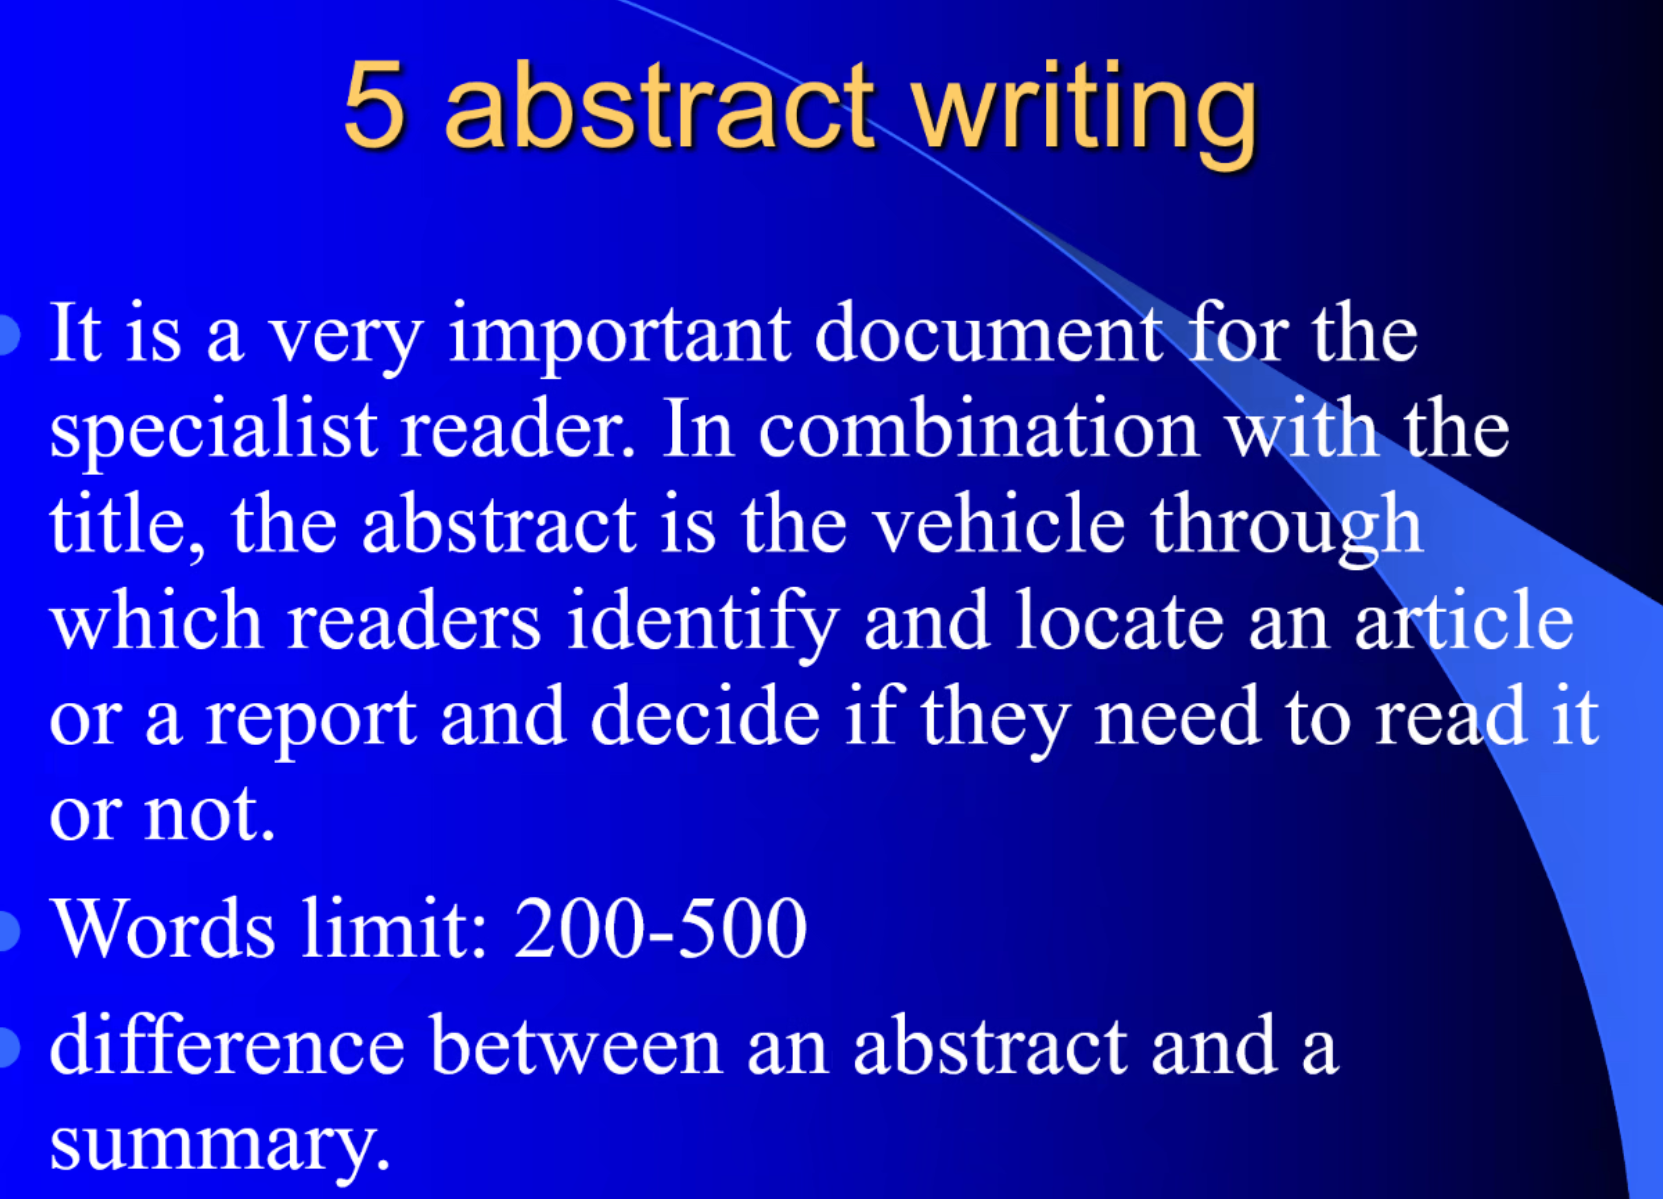 5 abstract writing
It is a very important document for the
specialist reader. In combination with the
title, the abstract is the vehicle through
which readers identify and locate an article
or a report and decide if they need to read it
or not.
Words limit: 200-500
difference between an abstract and a
summary.